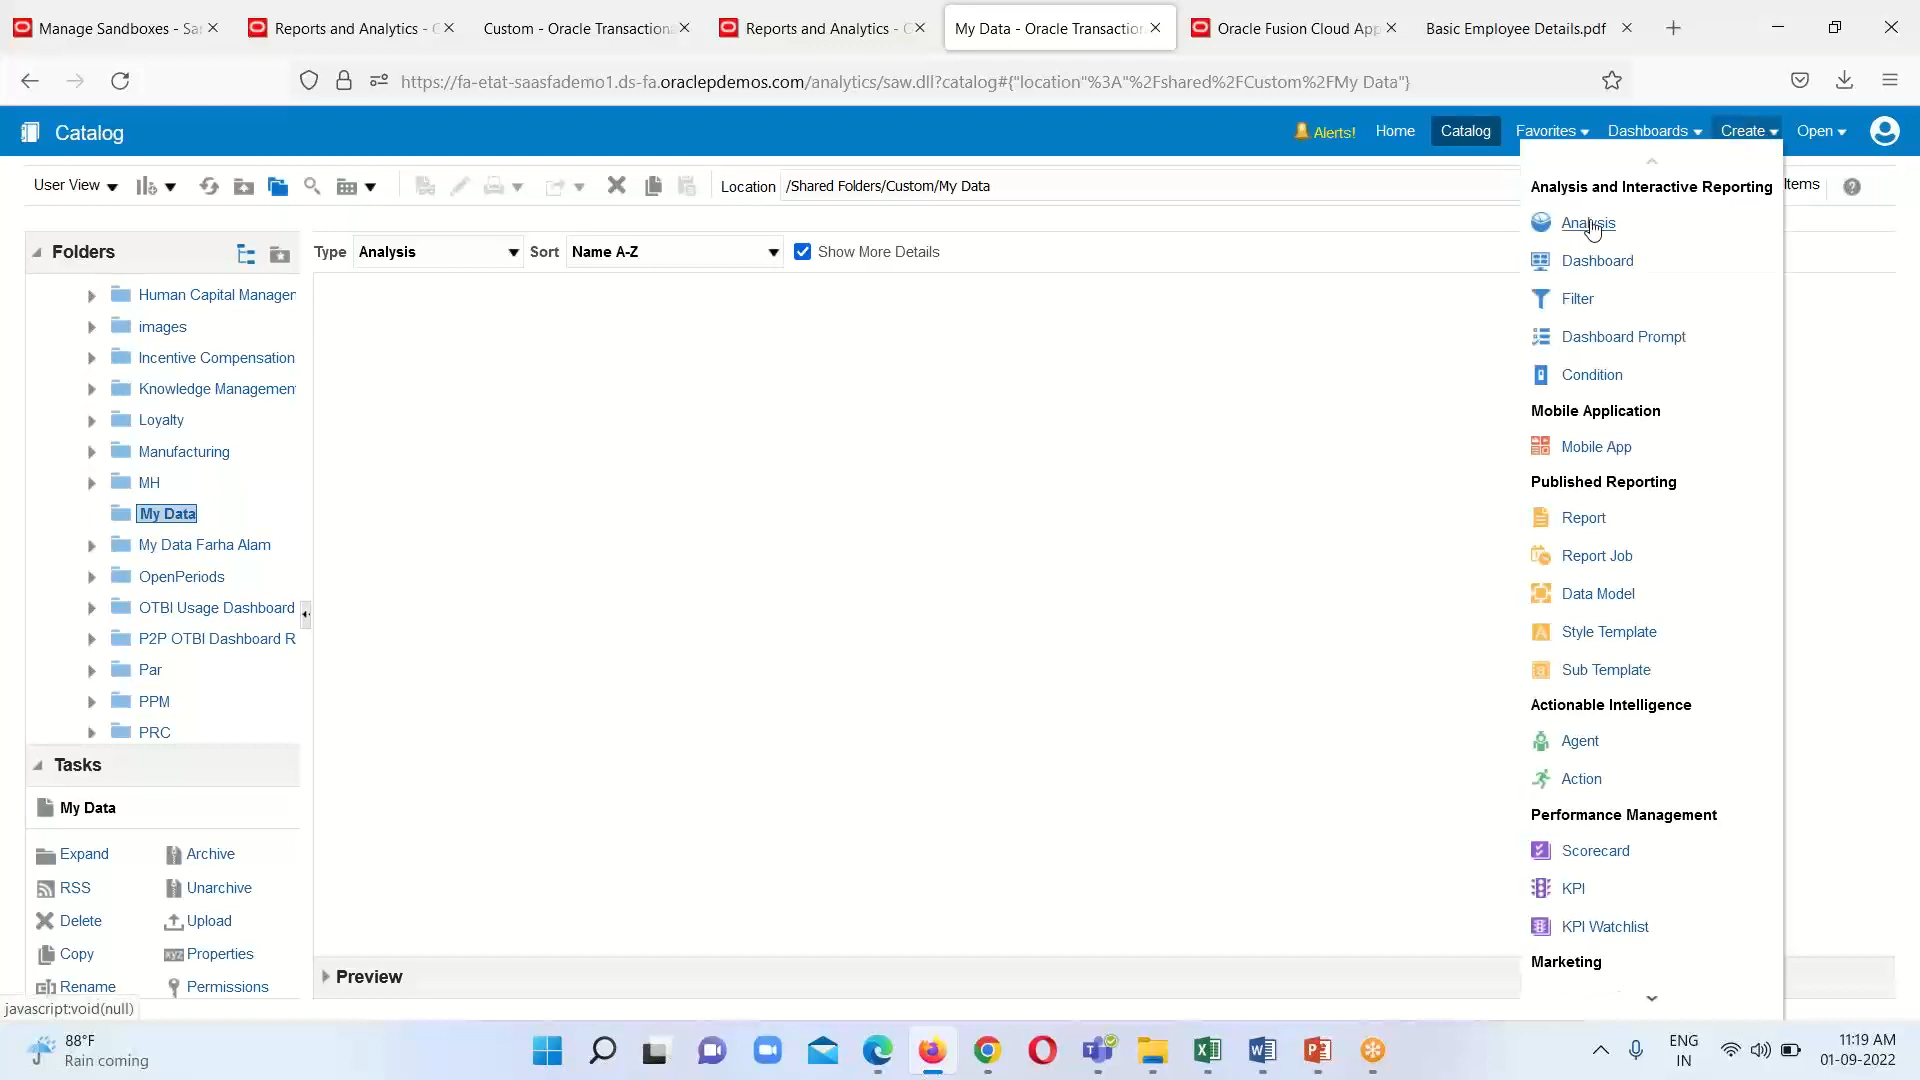 Manage Sandboxes - Sa
Reports and Analytics - O
Custom - Oracle Transactiona
Reports and Analytics - O
My Data - Oracle Transaction
Oracle Fusion Cloud App
Basic Employee Details.pdf
https://fa-etat-saasfademo1.ds-fa.oraclepdemos.com/analytics/saw.dll?catalog#{"location"%3A"%2Fshared%2FCustom%2FMy Data"}
Catalog
Alerts!
Home
Catalog
Favorites
Dashboards
Create
Open
User View
Location
/Shared Folders/Custom/My Data
Items
Folders
Type
Analysis
Sort
Name A-Z
Show More Details
Human Capital Manager
images
Incentive Compensation
Knowledge Management
Loyalty
Manufacturing
MH
My Data
My Data Farha Alam
OpenPeriods
OTBI Usage Dashboard
P2P OTBI Dashboard R
Par
PPM
PRC
Tasks
My Data
Expand
Archive
RSS
Unarchive
Delete
Upload
Copy
Properties
Rename
Permissions
javascript:void(null)
Preview
Analysis and Interactive Reporting
Analysis
Dashboard
Filter
Dashboard Prompt
Condition
Mobile Application
Mobile App
Published Reporting
Report
Report Job
Data Model
Style Template
Sub Template
Actionable Intelligence
Agent
Action
Performance Management
Scorecard
KPI
KPI Watchlist
Marketing
88°F
Rain coming
ENG
IN
11:19 AM
01-09-2022